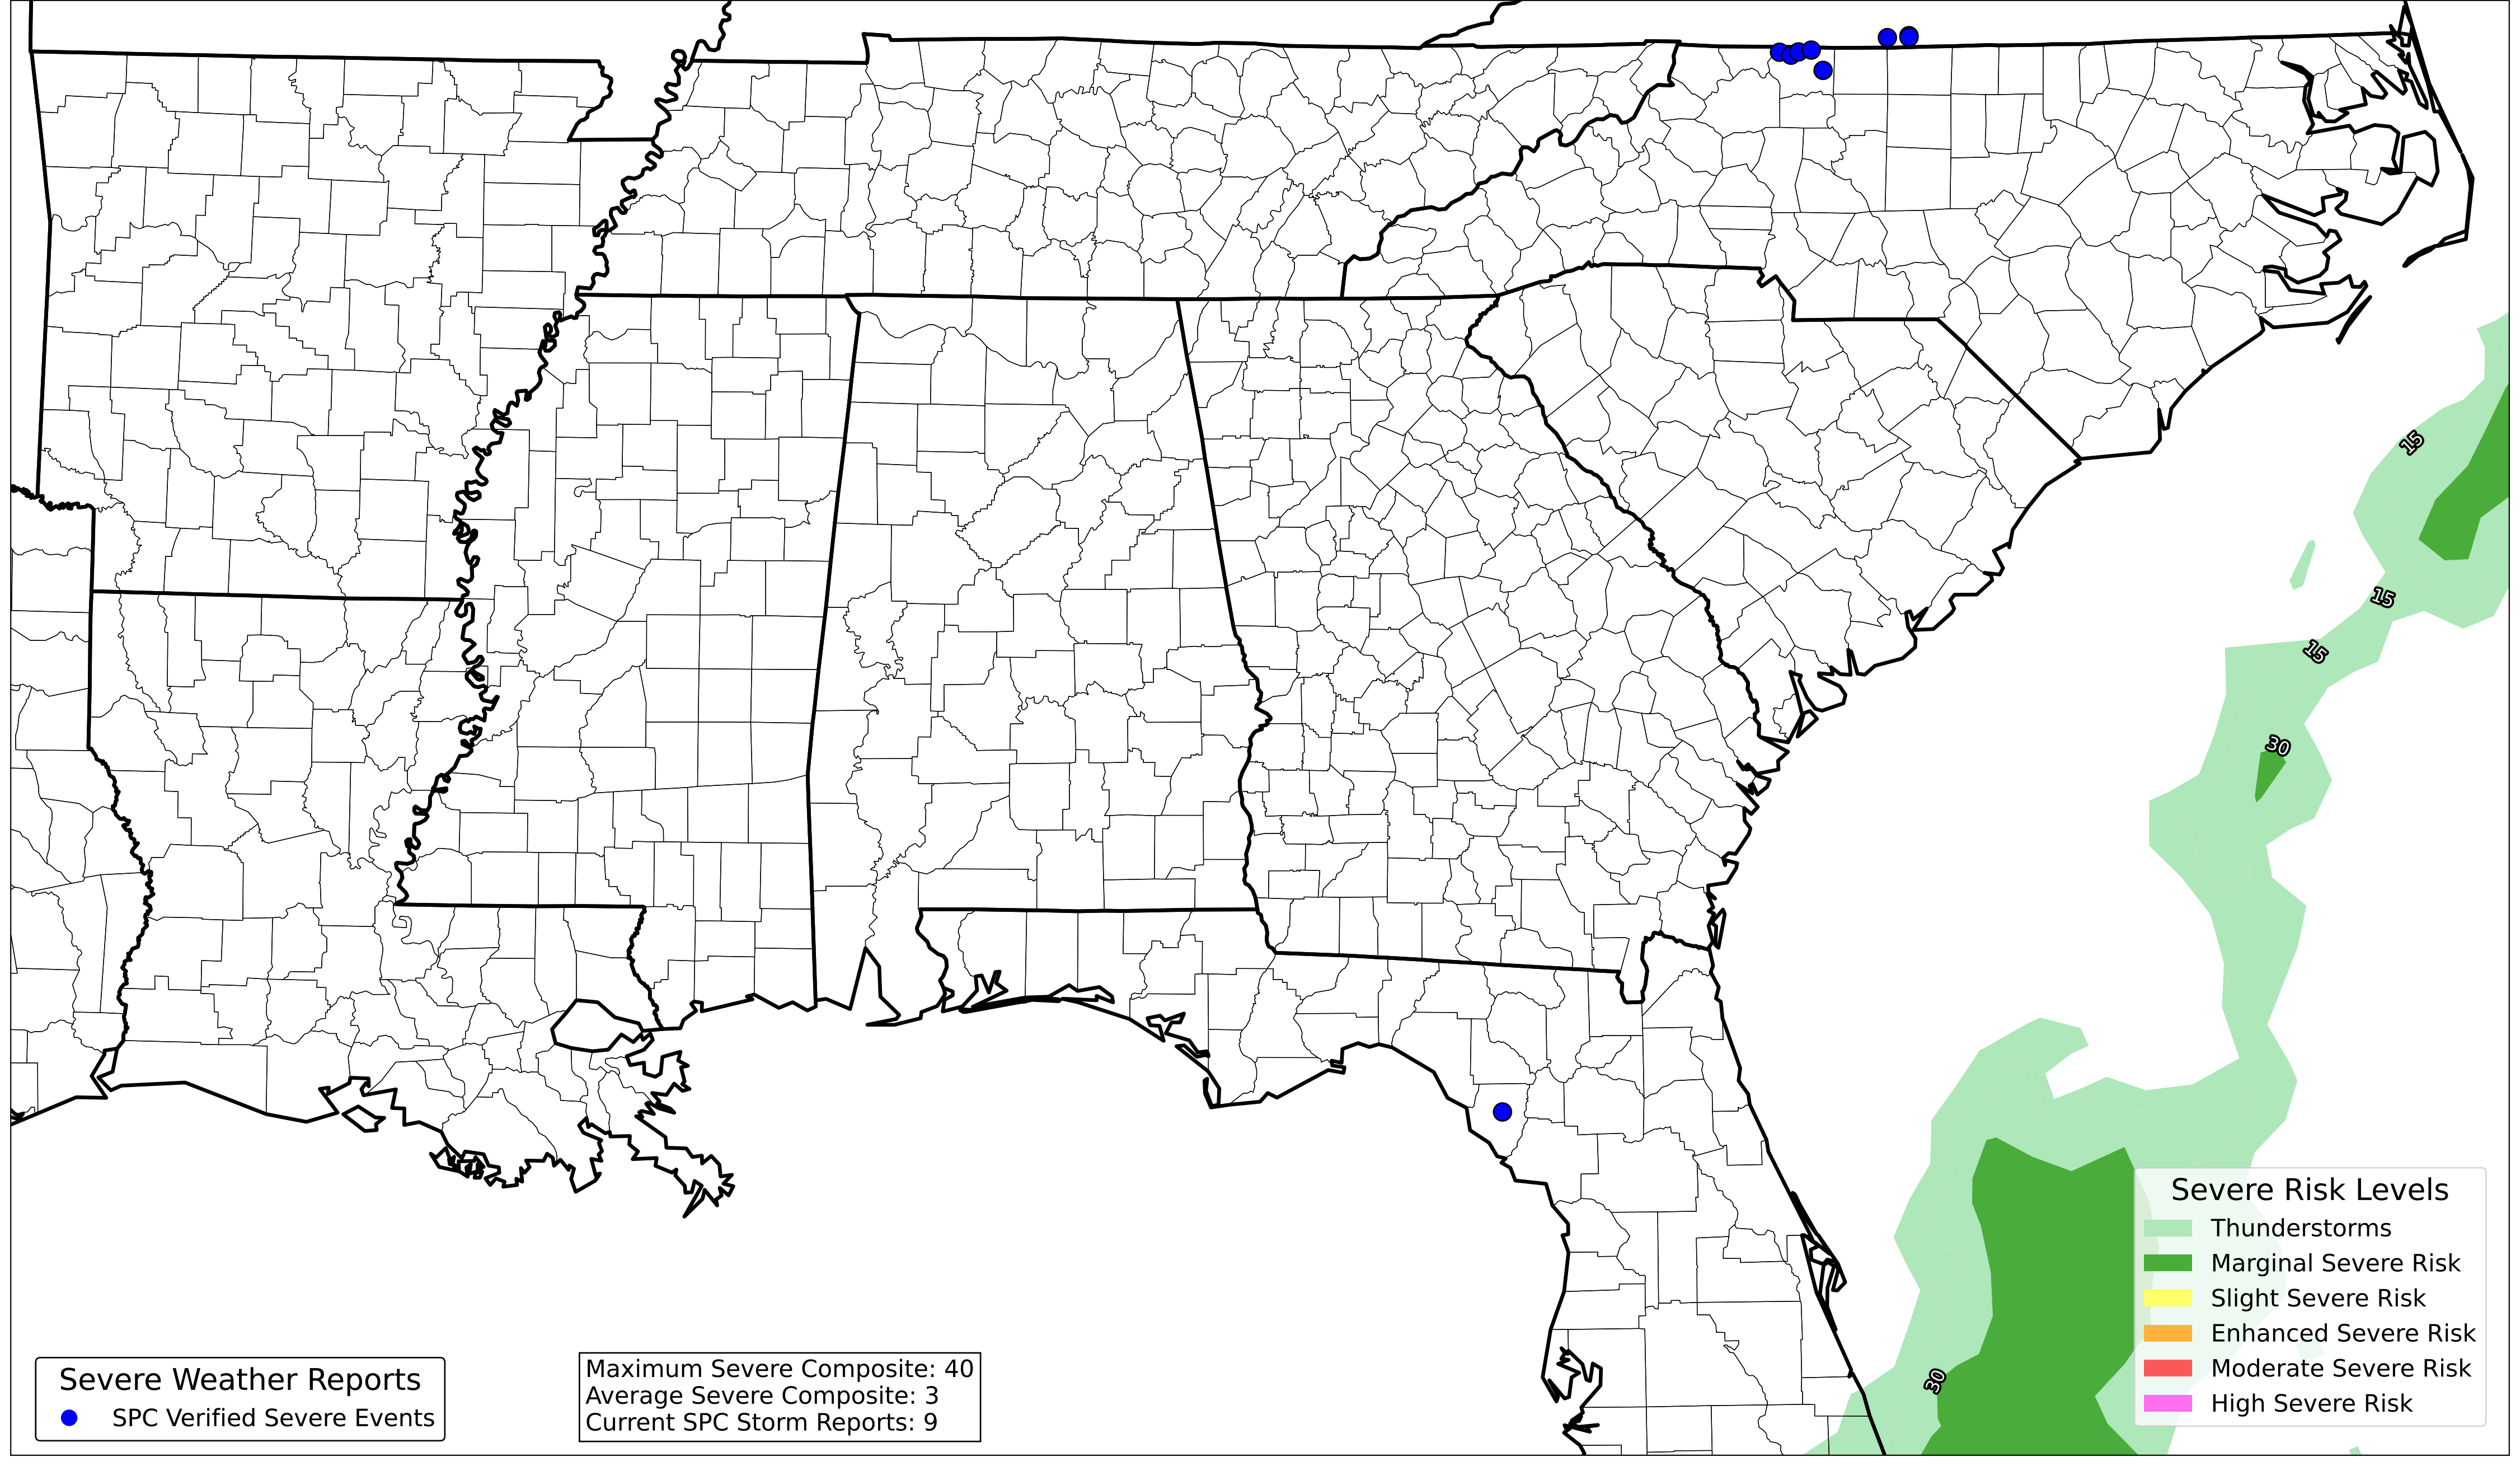 15
15
15
30
30
Severe Risk Levels
Thunderstorms
Marginal Severe Risk
Slight Severe Risk
Enhanced Severe Risk
Moderate Severe Risk
High Severe Risk
Severe Weather Reports
SPC Verified Severe Events
Maximum Severe Composite: 40
Average Severe Composite: 3
Current SPC Storm Reports: 9